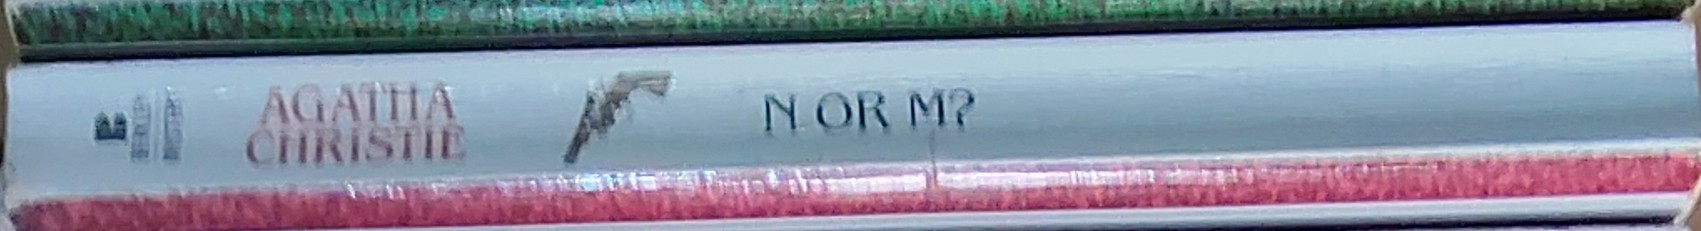 AGATHA
CHRISTIE
N OR M?